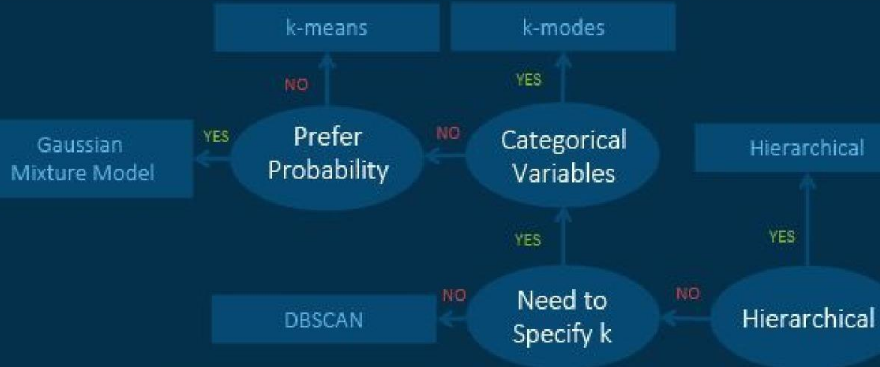 k-means
k-modes
NO
YES
Gaussian
Mixture Model
YES
Prefer
Probability
NO
Categorical
Variables
Hierarchical
YES
YES
DBSCAN
NO
Need to
Specify k
NO
Hierarchical